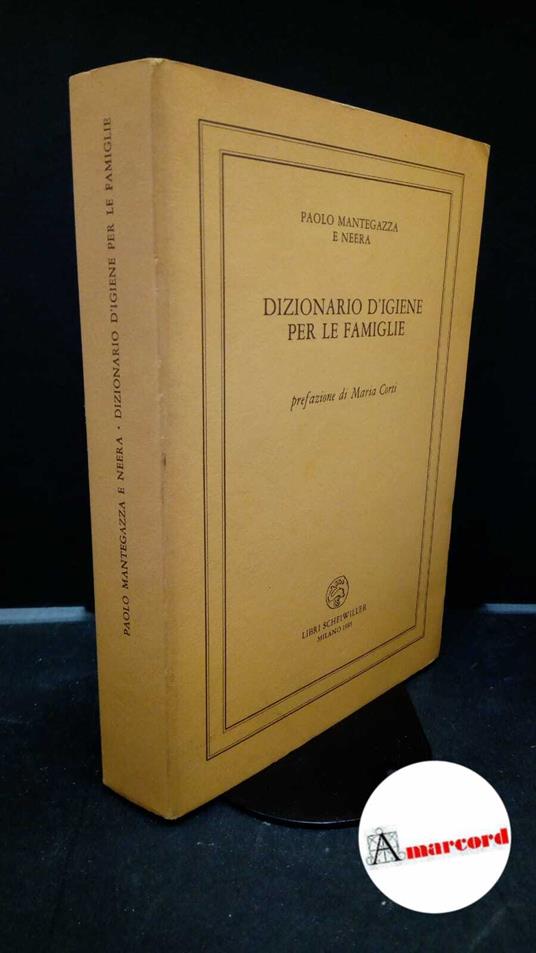 PAOLO MANTEGAZZA E NEERA • DIZIONARIO D'IGIENE PER LE FAMIGLIE
PAOLO MANTEGAZZA
E NEERA
DIZIONARIO D'IGIENE
PER LE FAMIGLIE
prefazione di Maria Corti
LIBRI SCHEIWILLER
MILANO 1985
Amarcord